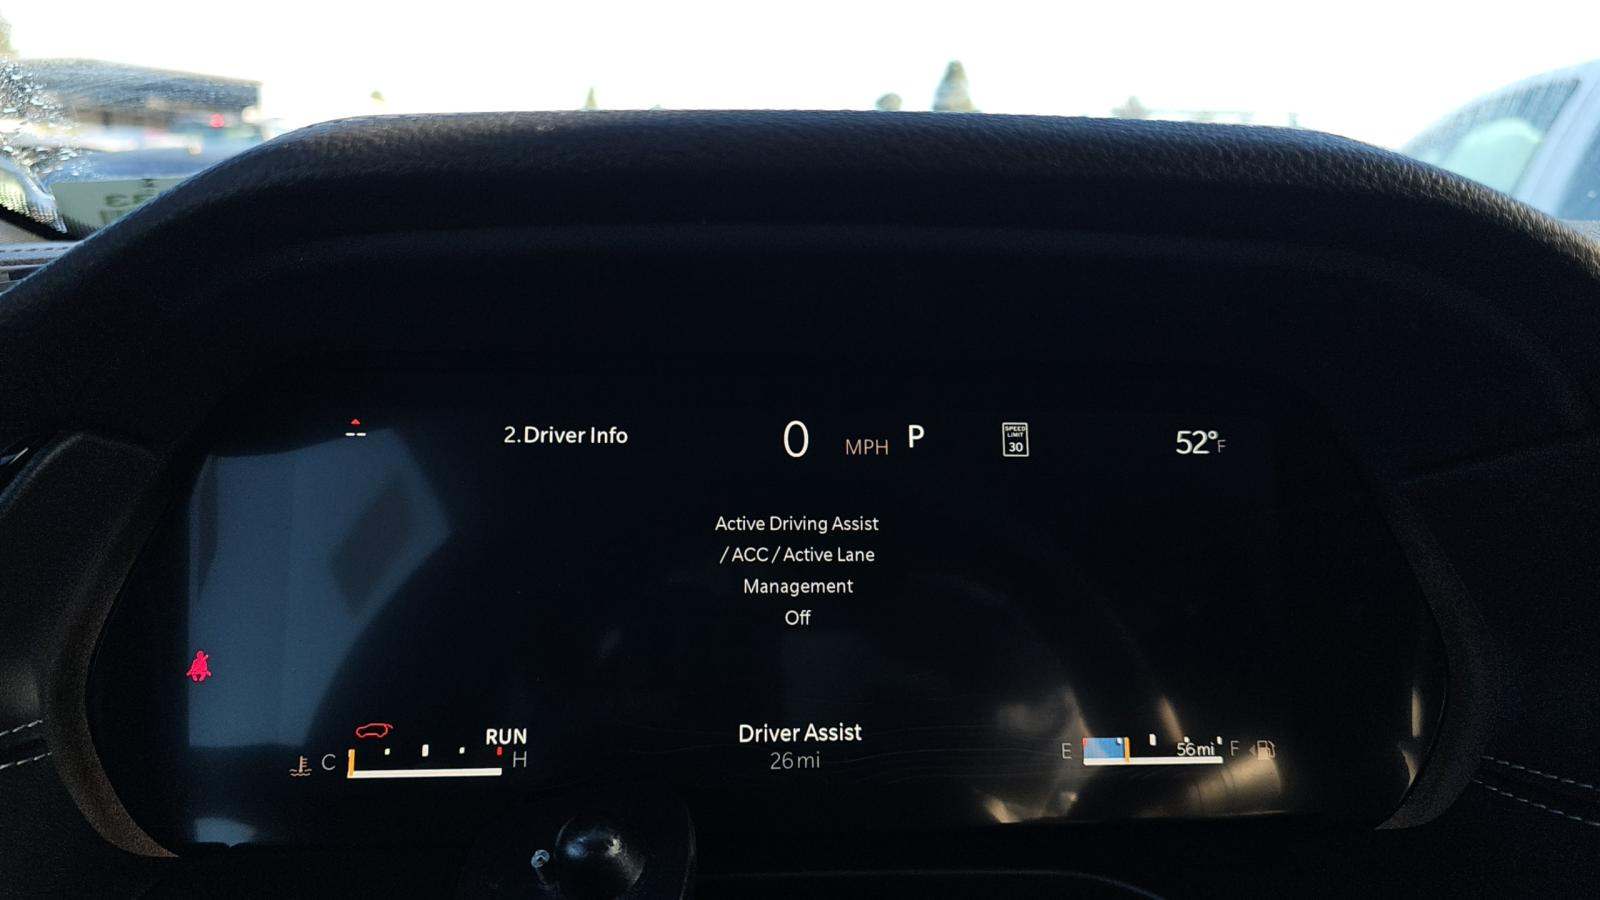 2.Driver Info
0 MPH P
SPEED
LIMIT
30
52°F
Active Driving Assist
/ ACC / Active Lane
Management
Off
RUN
C H
Driver Assist
26 mi
E 56 mi F